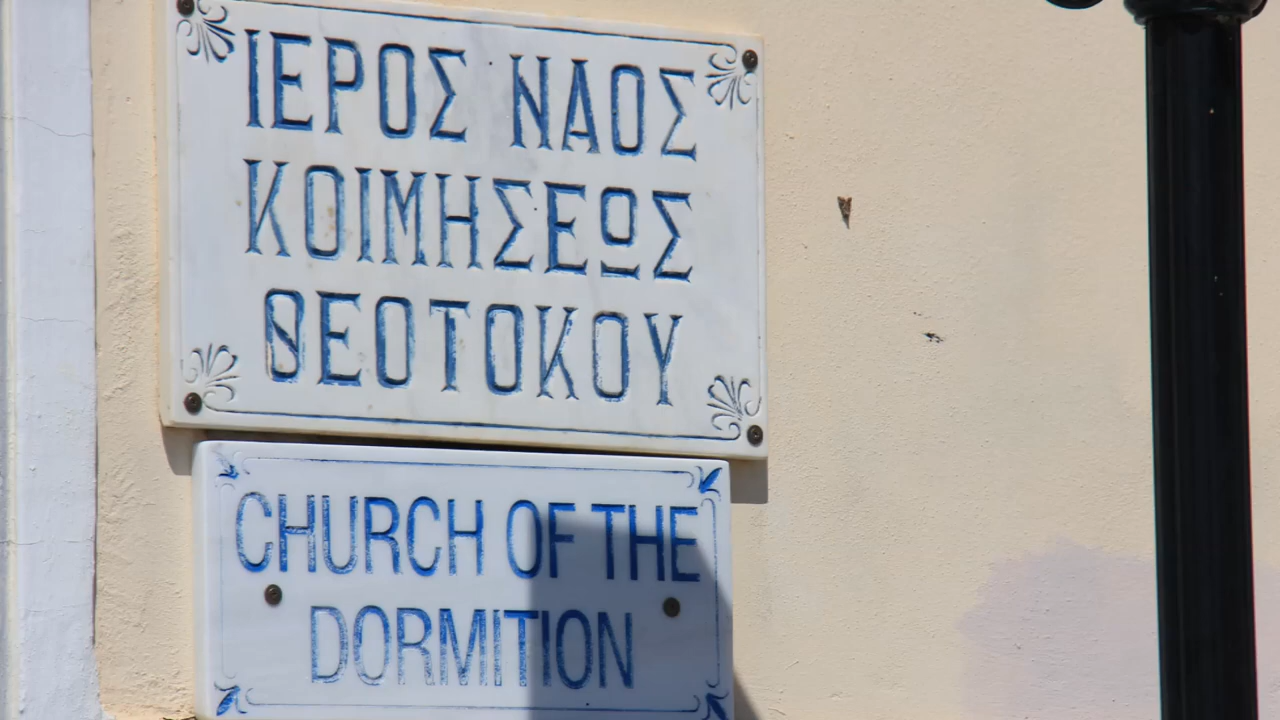 ΙΕΡΟΣ ΝΑΟΣ
ΚΟΙΜΗΣΕΩΣ
ΘΕΟΤΟΚΟΥ
CHURCH OF THE
DORMITION